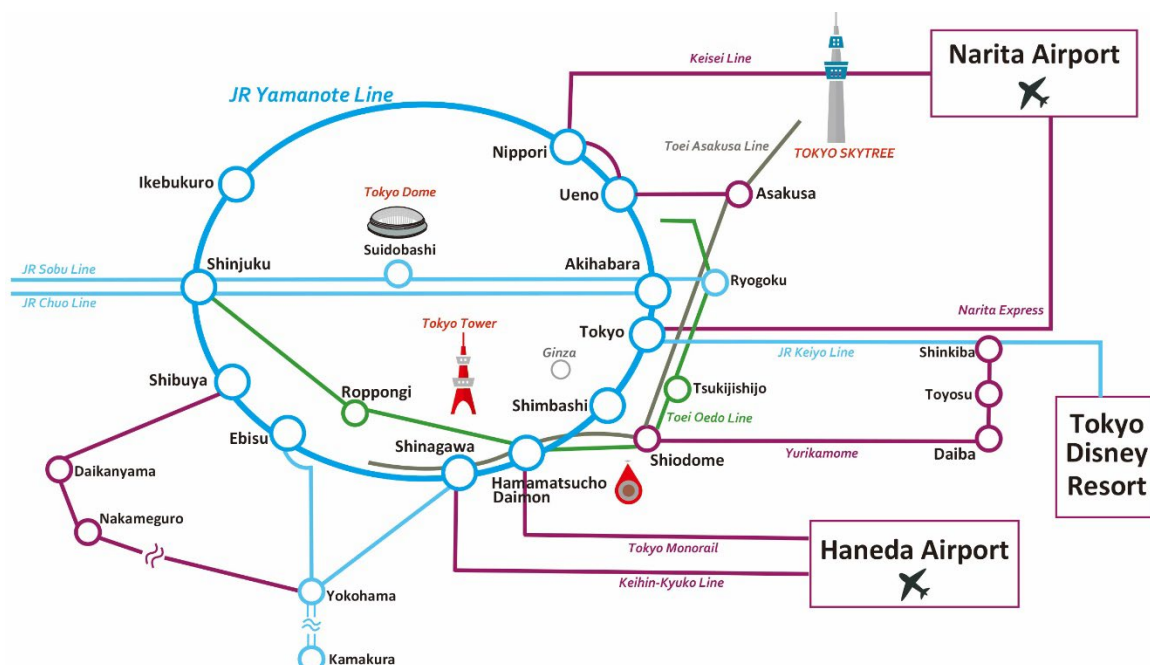 Keisei Line
Narita Airport
JR Yamanote Line
Toei Asakusa Line
TOKYO SKYTREE
Nippori
Ikebukuro
Tokyo Dome
Ueno
Asakusa
Suidobashi
Shinjuku
Akihabara
JR Sobu Line
Ryogoku
JR Chuo Line
Narita Express
Tokyo Tower
Tokyo
JR Keiyo Line
Shinkiba
Ginza
Shibuya
Roppongi
Tsukijishijo
Toyosu
Shimbashi
Toei Oedo Line
Ebisu
Shinagawa
Tokyo
Disney
Resort
Daiba
Yurikamome
Shiodome
Daikanyama
Hamamatsucho
Daimon
Nakameguro
Tokyo Monorail
Haneda Airport
Keihin-Kyuko Line
Yokohama
Kamakura